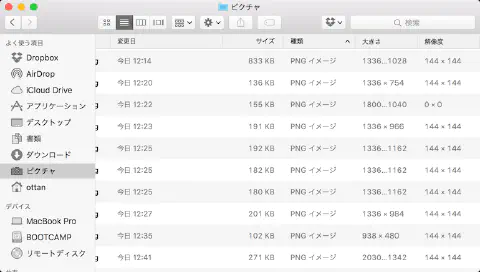 ピクチャ
検索
よく使う項目
Dropbox
AirDrop
iCloud Drive
アプリケーション
デスクトップ
書類
ダウンロード
ピクチャ
ottan
デバイス
MacBook Pro
BOOTCAMP
リモートディスク
変更日 サイズ 種類 大きさ 解像度
g 今日 12:14 833 KB PNG イメージ 1336...1028 144 × 144
g 今日 12:20 136 KB PNG イメージ 1336 × 754 144 × 144
g 今日 12:22 155 KB PNG イメージ 1800...1040 0 × 0
g 今日 12:23 191 KB PNG イメージ 1336 × 966 144 × 144
g 今日 12:25 192 KB PNG イメージ 1336...1162 144 × 144
g 今日 12:25 182 KB PNG イメージ 1336...1162 144 × 144
g 今日 12:25 180 KB PNG イメージ 1336...1162 144 × 144
g 今日 12:27 201 KB PNG イメージ 1336 × 984 144 × 144
g 今日 12:35 102 KB PNG イメージ 938 × 480 144 × 144
g 今日 12:41 271 KB PNG イメージ 2030...1342 144 × 144